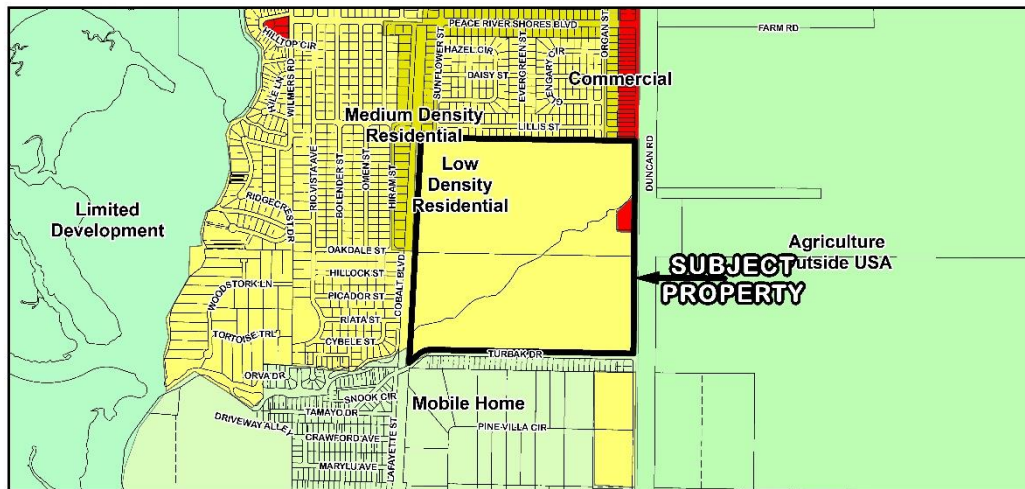 PEACE RIVER SHORES BLVD
FARM RD
HILLTOP CIR
WILMERS RD
SUNFLOWER ST
HAZEL CIR
EVERGREEN ST
CIR
ORGAN ST
DAISY ST
Commercial
LILLIS ST
Medium Density
Residential
RIO VISTA AVE
BOLENDER ST
OMEN ST
HIRAM ST
DUNCAN RD
Low
Density
Residential
RIDGECREST DR
Limited
Development
OAKDALE ST
Agriculture
utside USA
SUBJECT
PROPERTY
HILLOCK ST
COBALT BLVD
WOODSTORK LN
PICADOR ST
RIATA ST
TORTOISE TRL
CYBELE ST
TURBAK DR
ORVA DR
SNOOK CIR
Mobile Home
TAMAYO DR
DRIVEWAY ALLEY
PINE VILLA CIR
CRAWFORD AVE
LAFAYETTE ST
MARYLU AVE